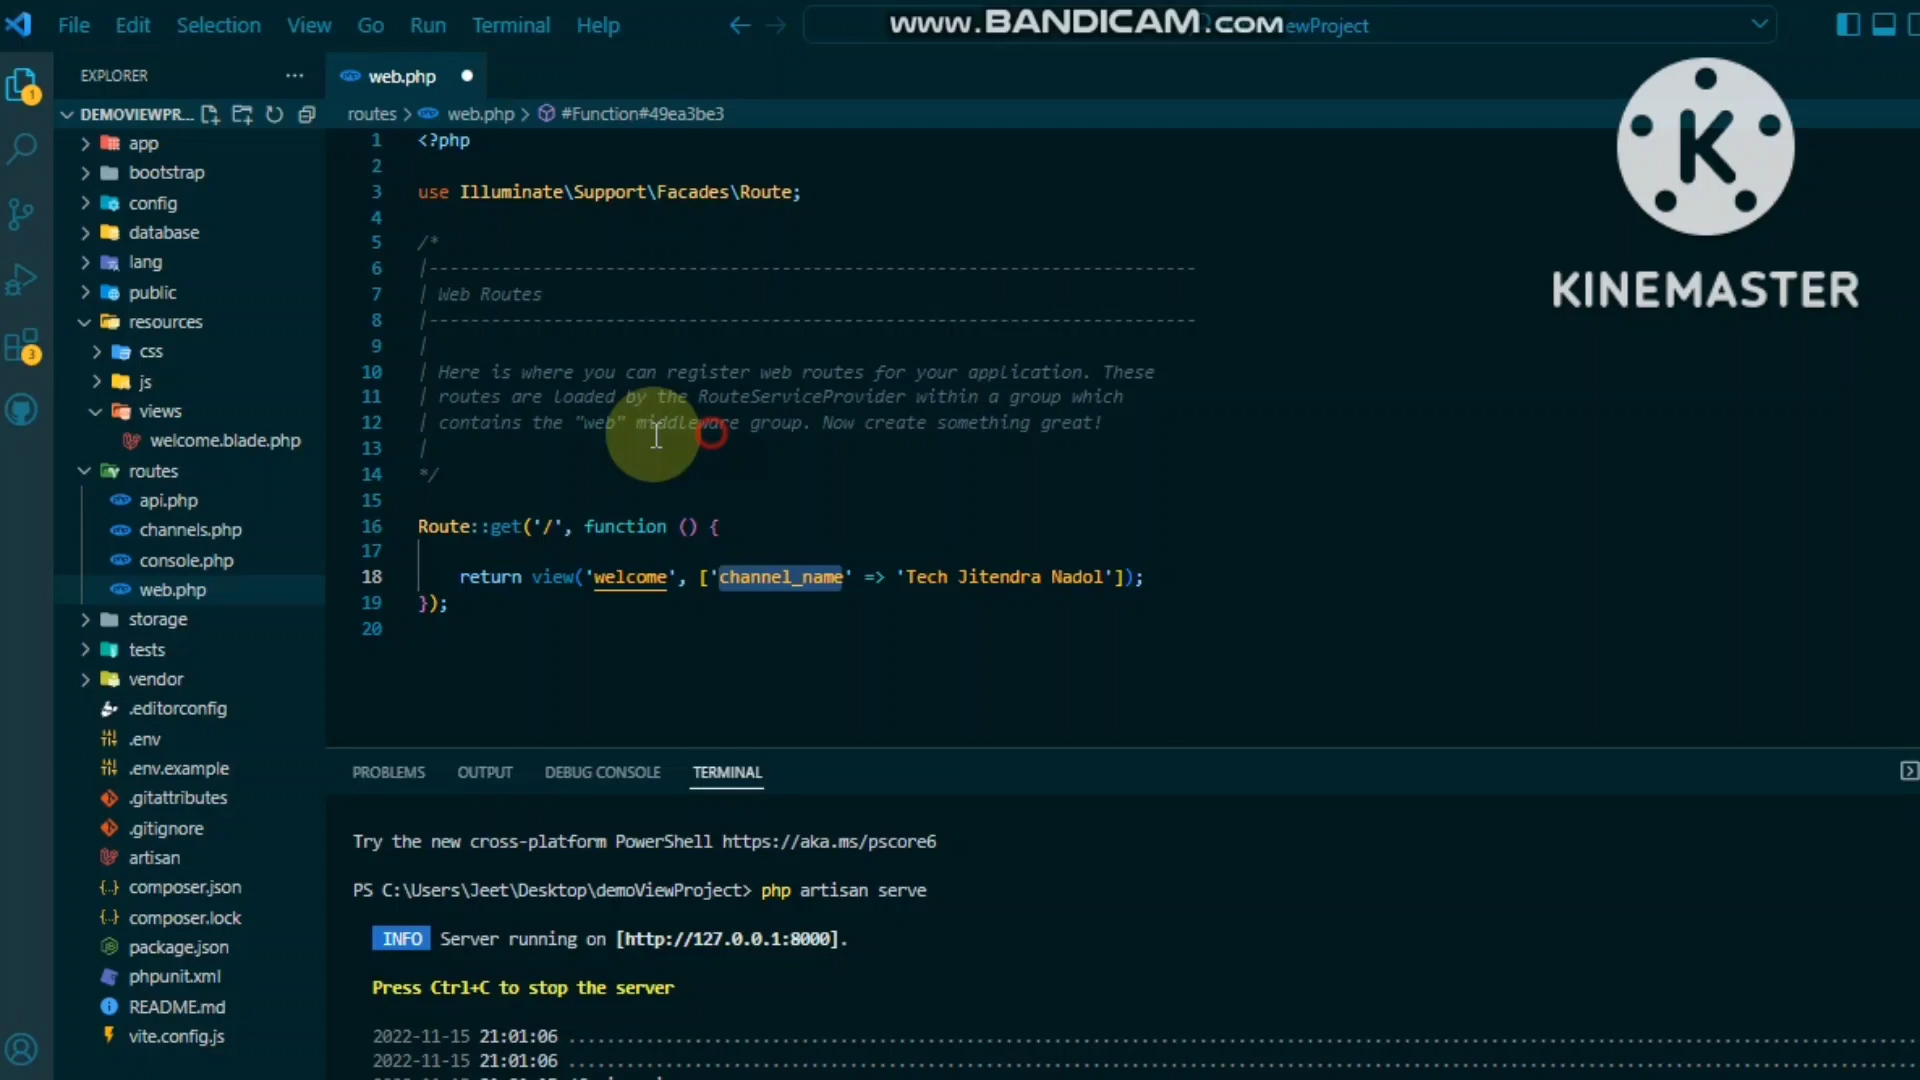 File Edit Selection View Go Run Terminal Help
www.BANDICAM.com
ewProject
EXPLORER
web.php
DEMOVIEWPR...
routes > web.php > #Function#49ea3be3
app
bootstrap
config
database
lang
public
resources
css
js
views
welcome.blade.php
routes
api.php
channels.php
console.php
web.php
storage
tests
vendor
.editorconfig
.env
.env.example
.gitattributes
.gitignore
artisan
composer.json
composer.lock
package.json
phpunit.xml
README.md
vite.config.js
1
3
1 <?php
2
3 use Illuminate\Support\Facades\Route;
4
5 /*
6 |--------------------------------------------------------------------------
7 | Web Routes
8 |--------------------------------------------------------------------------
9 |
10 | Here is where you can register web routes for your application. These
11 | routes are loaded by the RouteServiceProvider within a group which
12 | contains the "web" middleware group. Now create something great!
13 |
14 */
15
16 Route::get('/', function () {
17
18 return view('welcome', ['channel_name' => 'Tech Jitendra Nadol']);
19 });
20
K
KINEMASTER
PROBLEMS OUTPUT DEBUG CONSOLE TERMINAL
Try the new cross-platform PowerShell https://aka.ms/pscore6
PS C:\Users\Jeet\Desktop\demoViewProject> php artisan serve
INFO Server running on [http://127.0.0.1:8000].
Press Ctrl+C to stop the server
2022-11-15 21:01:06 ................................................
2022-11-15 21:01:06 ................................................